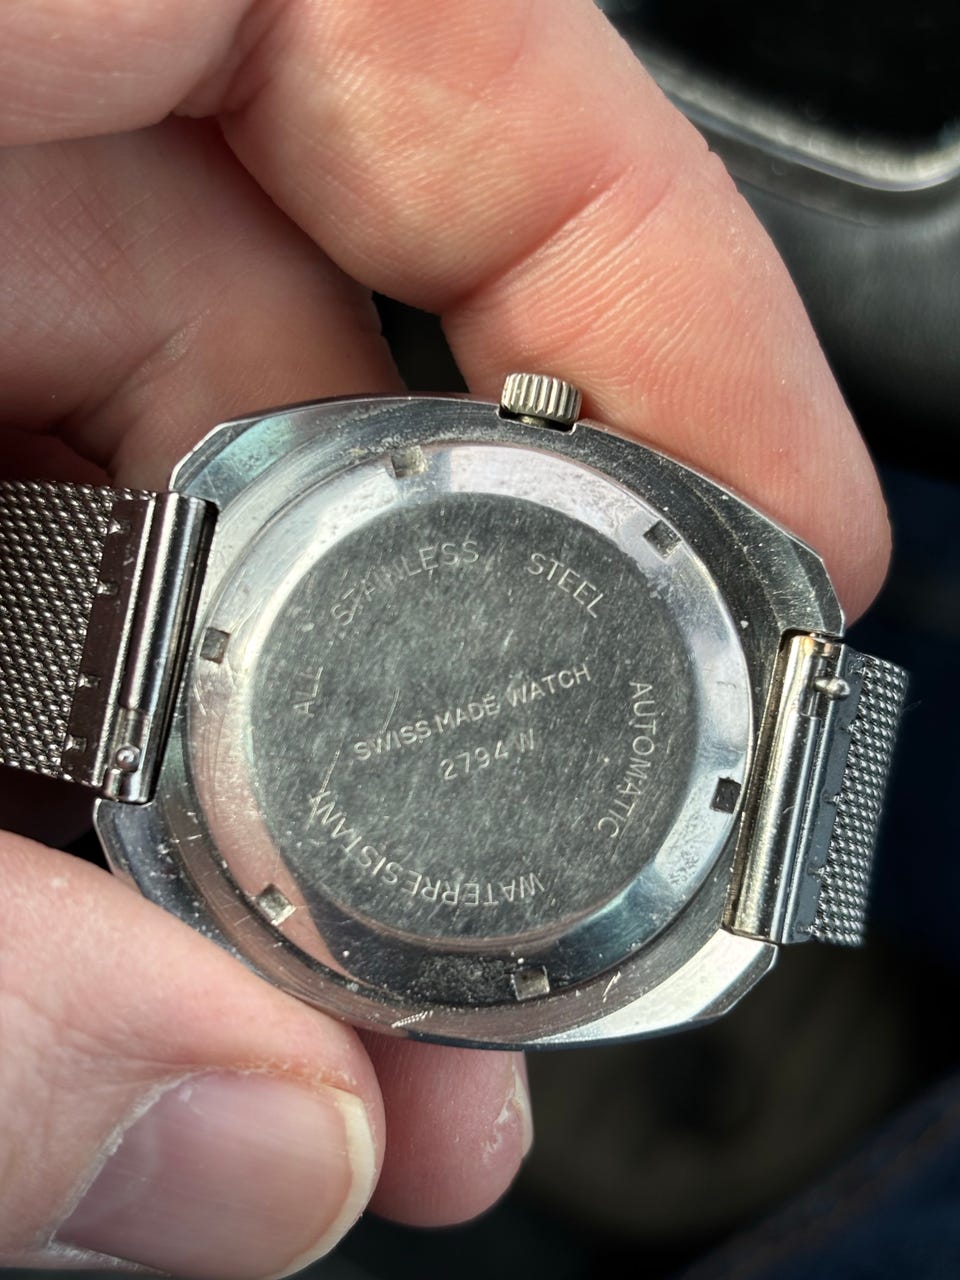 ALL STAINLESS STEEL
AUTOMATIC
WATERRESISTANT
SWISS MADE WATCH
2794 W